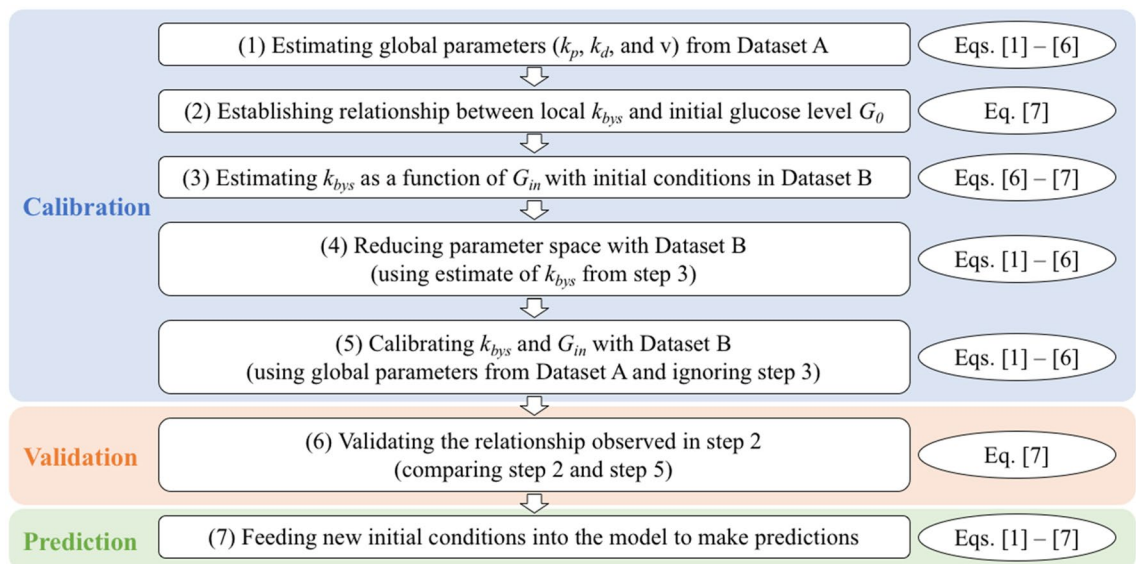 (1) Estimating global parameters (kp, kd, and v) from Dataset A
Eqs. [1] – [6]
(2) Establishing relationship between local kbys and initial glucose level G0
Eq. [7]
(3) Estimating kbys as a function of Gin with initial conditions in Dataset B
Eqs. [6] – [7]
Calibration
(4) Reducing parameter space with Dataset B
(using estimate of kbys from step 3)
Eqs. [1] – [6]
(5) Calibrating kbys and Gin with Dataset B
(using global parameters from Dataset A and ignoring step 3)
Eqs. [1] – [6]
Validation
(6) Validating the relationship observed in step 2
(comparing step 2 and step 5)
Eq. [7]
Prediction
(7) Feeding new initial conditions into the model to make predictions
Eqs. [1] – [7]